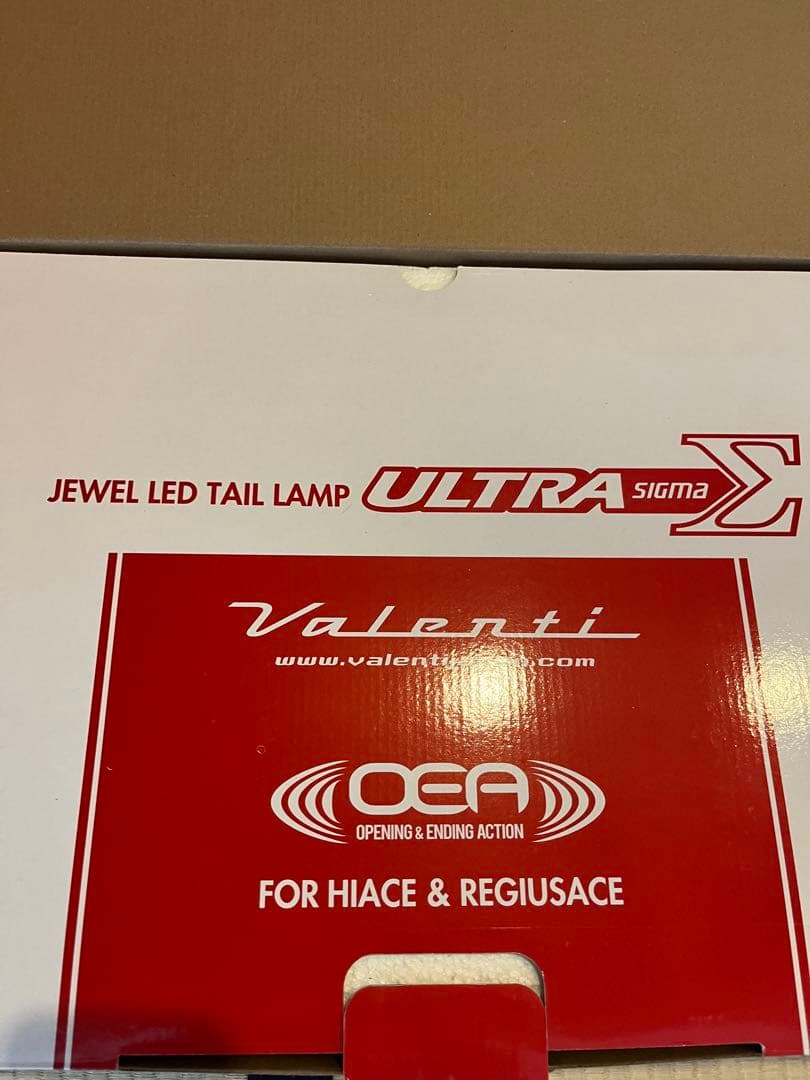 JEWEL LED TAIL LAMP ULTRA SIGMA Σ
Valenti
OEA
OPENING & ENDING ACTION
FOR HIACE & REGIUSACE